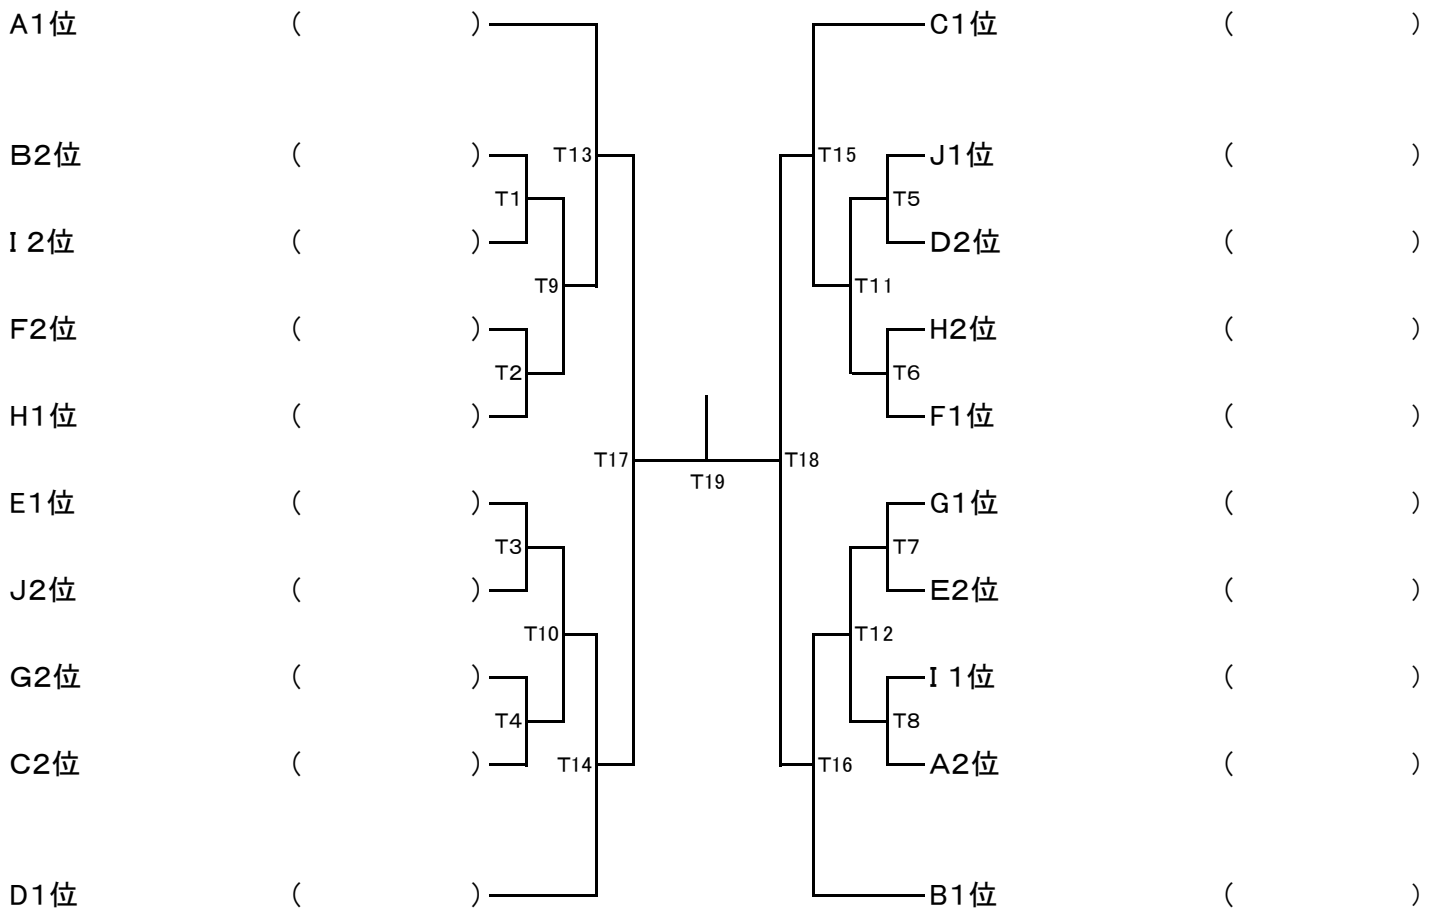 A1位 ( ) C1位 ( )
B2位 ( ) T13 T15 J1位 ( )
T1 T5
I 2位 ( ) D2位 ( )
T9 T11
F2位 ( ) H2位 ( )
T2 T6
H1位 ( ) F1位 ( )
T17 T18
T19
E1位 ( ) G1位 ( )
T3 T7
J2位 ( ) E2位 ( )
T10 T12
G2位 ( ) I 1位 ( )
T4 T8
C2位 ( ) T14 T16 A2位 ( )
D1位 ( ) B1位 ( )